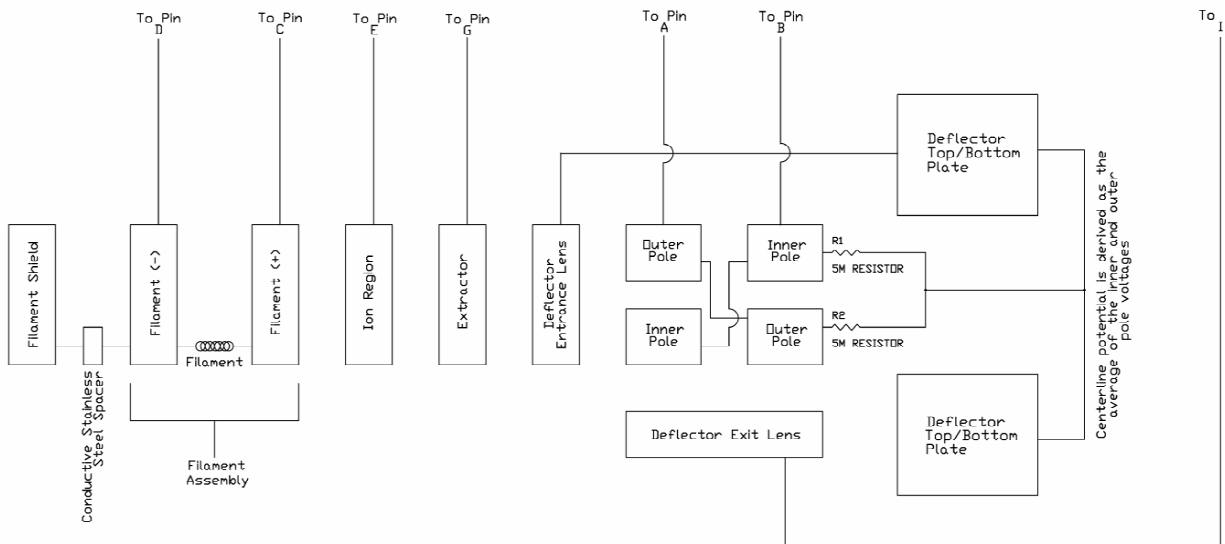 To Pin
D
To Pin
C
To Pin
E
To Pin
G
To Pin
A
To Pin
B
To
I
Filament Shield
Conductive Stainless
Steel Spacer
Filament (-)
Filament
Filament (+)
Filament
Assembly
Ion Region
Extractor
Deflector
Entrance Lens
Outer
Pole
Inner
Pole
Inner
Pole
Outer
Pole
R1
5M RESISTOR
R2
5M RESISTOR
Deflector Exit Lens
Deflector
Top/Bottom
Plate
Deflector
Top/Bottom
Plate
Centerline potential is derived as the
average of the inner and outer
pole voltages